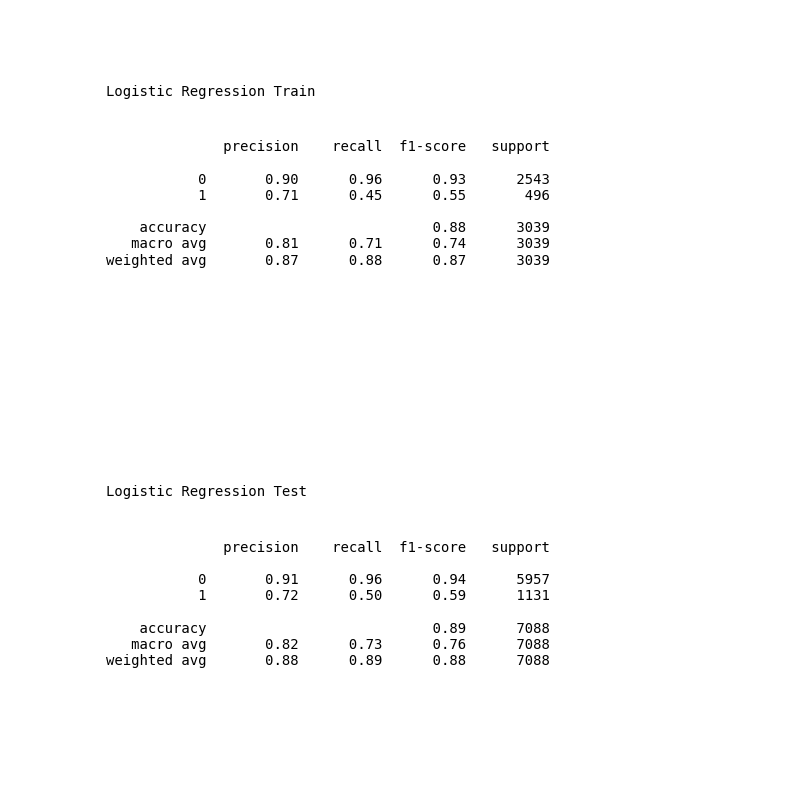 Logistic Regression Train
precision recall f1-score support
0 0.90 0.96 0.93 2543
1 0.71 0.45 0.55 496
accuracy 0.88 3039
macro avg 0.81 0.71 0.74 3039
weighted avg 0.87 0.88 0.87 3039
Logistic Regression Test
precision recall f1-score support
0 0.91 0.96 0.94 5957
1 0.72 0.50 0.59 1131
accuracy 0.89 7088
macro avg 0.82 0.73 0.76 7088
weighted avg 0.88 0.89 0.88 7088